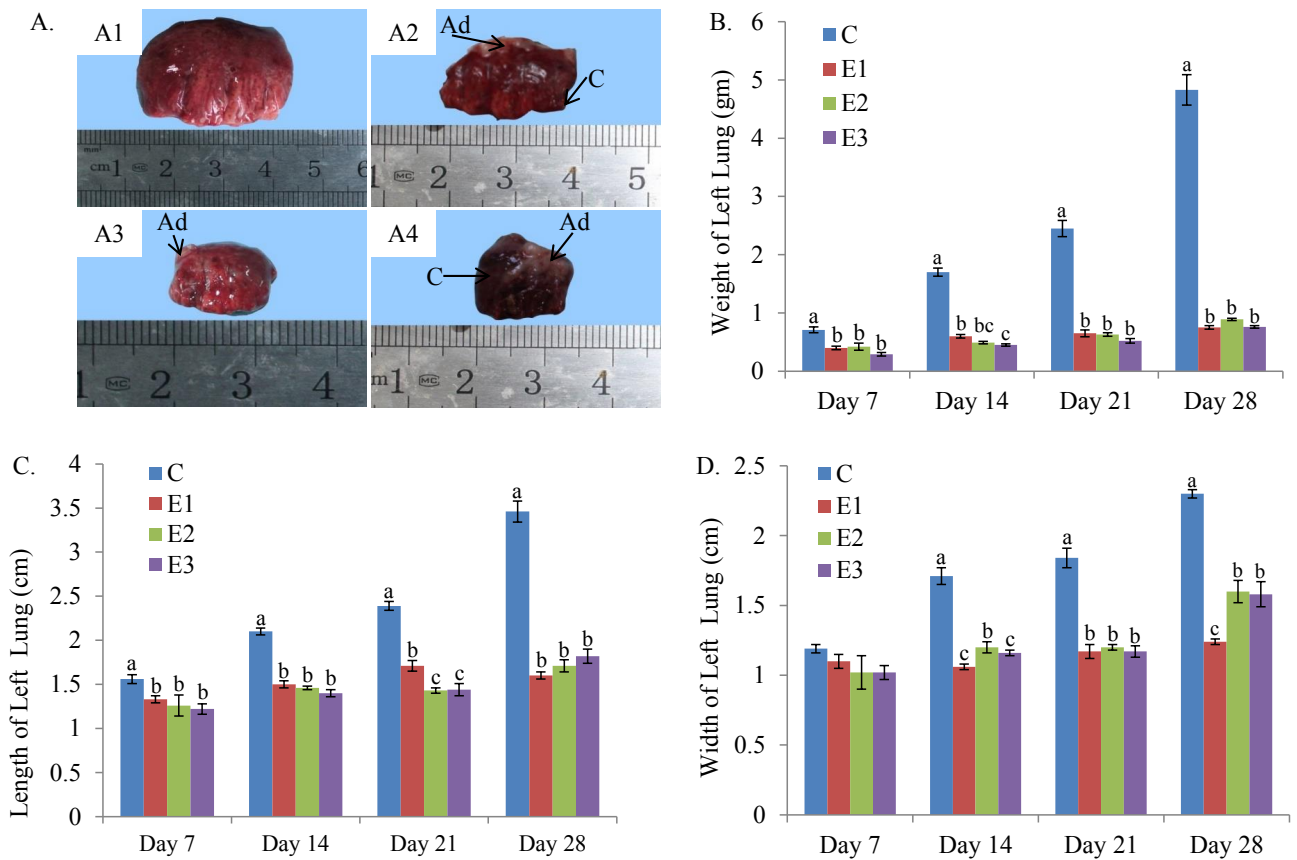 A.
A1
A2
Ad
C
mm
cm 1 MC 2 3 4 5 6
1 MC 2 3 4 5
A3
Ad
A4
Ad
C
1 MC 2 3 4
m 1 MC 2 3 4
B.
Weight of Left Lung (gm)
6
5
4
3
2
1
0
C
E1
E2
E3
a b b b
a b bc c
a b b b
a b b b
Day 7 Day 14 Day 21 Day 28
C.
Length of Left Lung (cm)
4
3.5
3
2.5
2
1.5
1
0.5
0
C
E1
E2
E3
a b b b
a b b b
a b c c
a b b b
Day 7 Day 14 Day 21 Day 28
D.
Width of Left Lung (cm)
2.5
2
1.5
1
0.5
0
C
E1
E2
E3
a c b c
a b b b
a c b b
Day 7 Day 14 Day 21 Day 28